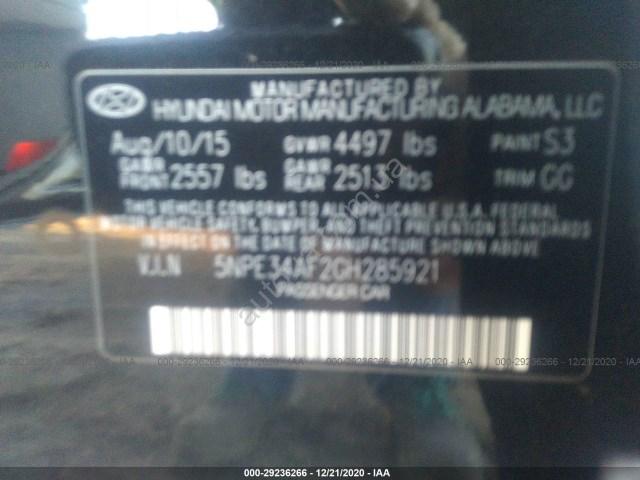 MANUFACTURED BY
HYUNDAI MOTOR MANUFACTURING ALABAMA, LLC
Aug/10/15 GVWR 4497 lbs PAINT S3
GAWR FRONT 2557 lbs GAWR REAR 2513 lbs TRIM GG
THIS VEHICLE CONFORMS TO ALL APPLICABLE U.S.A. FEDERAL
MOTOR VEHICLE SAFETY, BUMPER, AND THEFT PREVENTION STANDARDS
IN EFFECT ON THE DATE OF MANUFACTURE SHOWN ABOVE.
V.I.N 5NPE34AF2GH285921
PASSENGER CAR
000-29236266 - 12/21/2020 - IAA